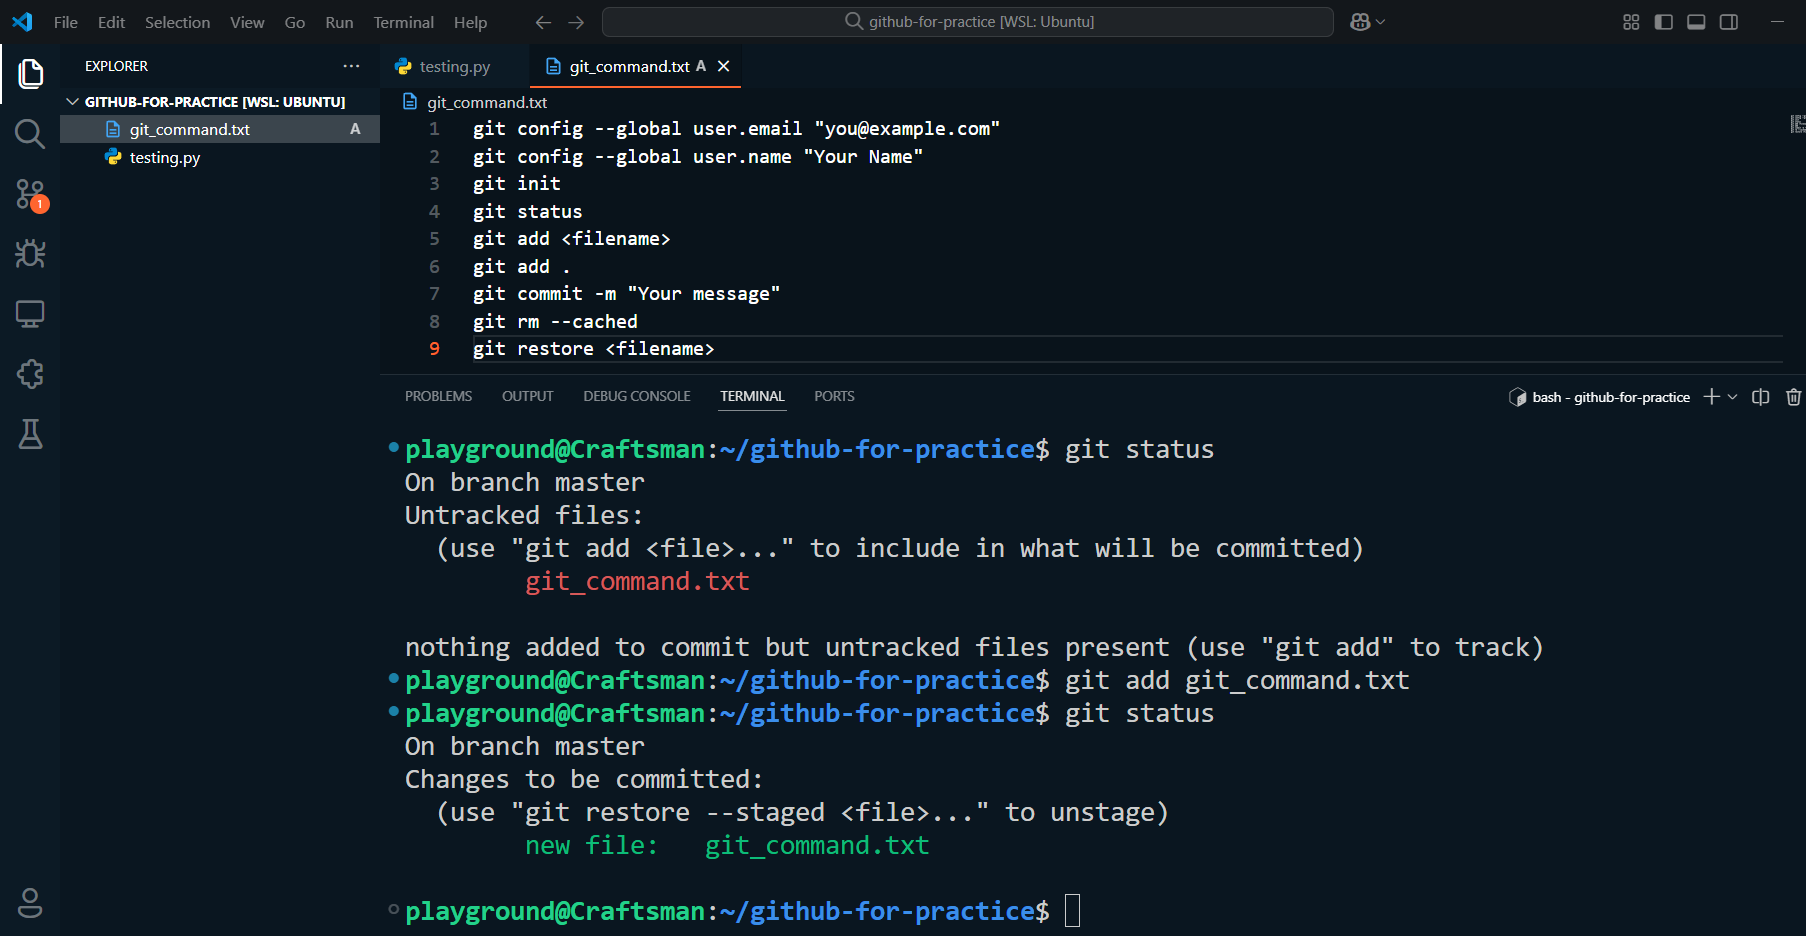 File Edit Selection View Go Run Terminal Help
github-for-practice [WSL: Ubuntu]
EXPLORER
GITHUB-FOR-PRACTICE [WSL: UBUNTU]
git_command.txt A
testing.py
1
testing.py
git_command.txt A
git_command.txt
1 git config --global user.email "you@example.com"
2 git config --global user.name "Your Name"
3 git init
4 git status
5 git add <filename>
6 git add .
7 git commit -m "Your message"
8 git rm --cached
9 git restore <filename>
PROBLEMS OUTPUT DEBUG CONSOLE TERMINAL PORTS
bash - github-for-practice
playground@Craftsman:~/github-for-practice$ git status
On branch master
Untracked files:
(use "git add <file>..." to include in what will be committed)
git_command.txt
nothing added to commit but untracked files present (use "git add" to track)
playground@Craftsman:~/github-for-practice$ git add git_command.txt
playground@Craftsman:~/github-for-practice$ git status
On branch master
Changes to be committed:
(use "git restore --staged <file>..." to unstage)
new file: git_command.txt
playground@Craftsman:~/github-for-practice$